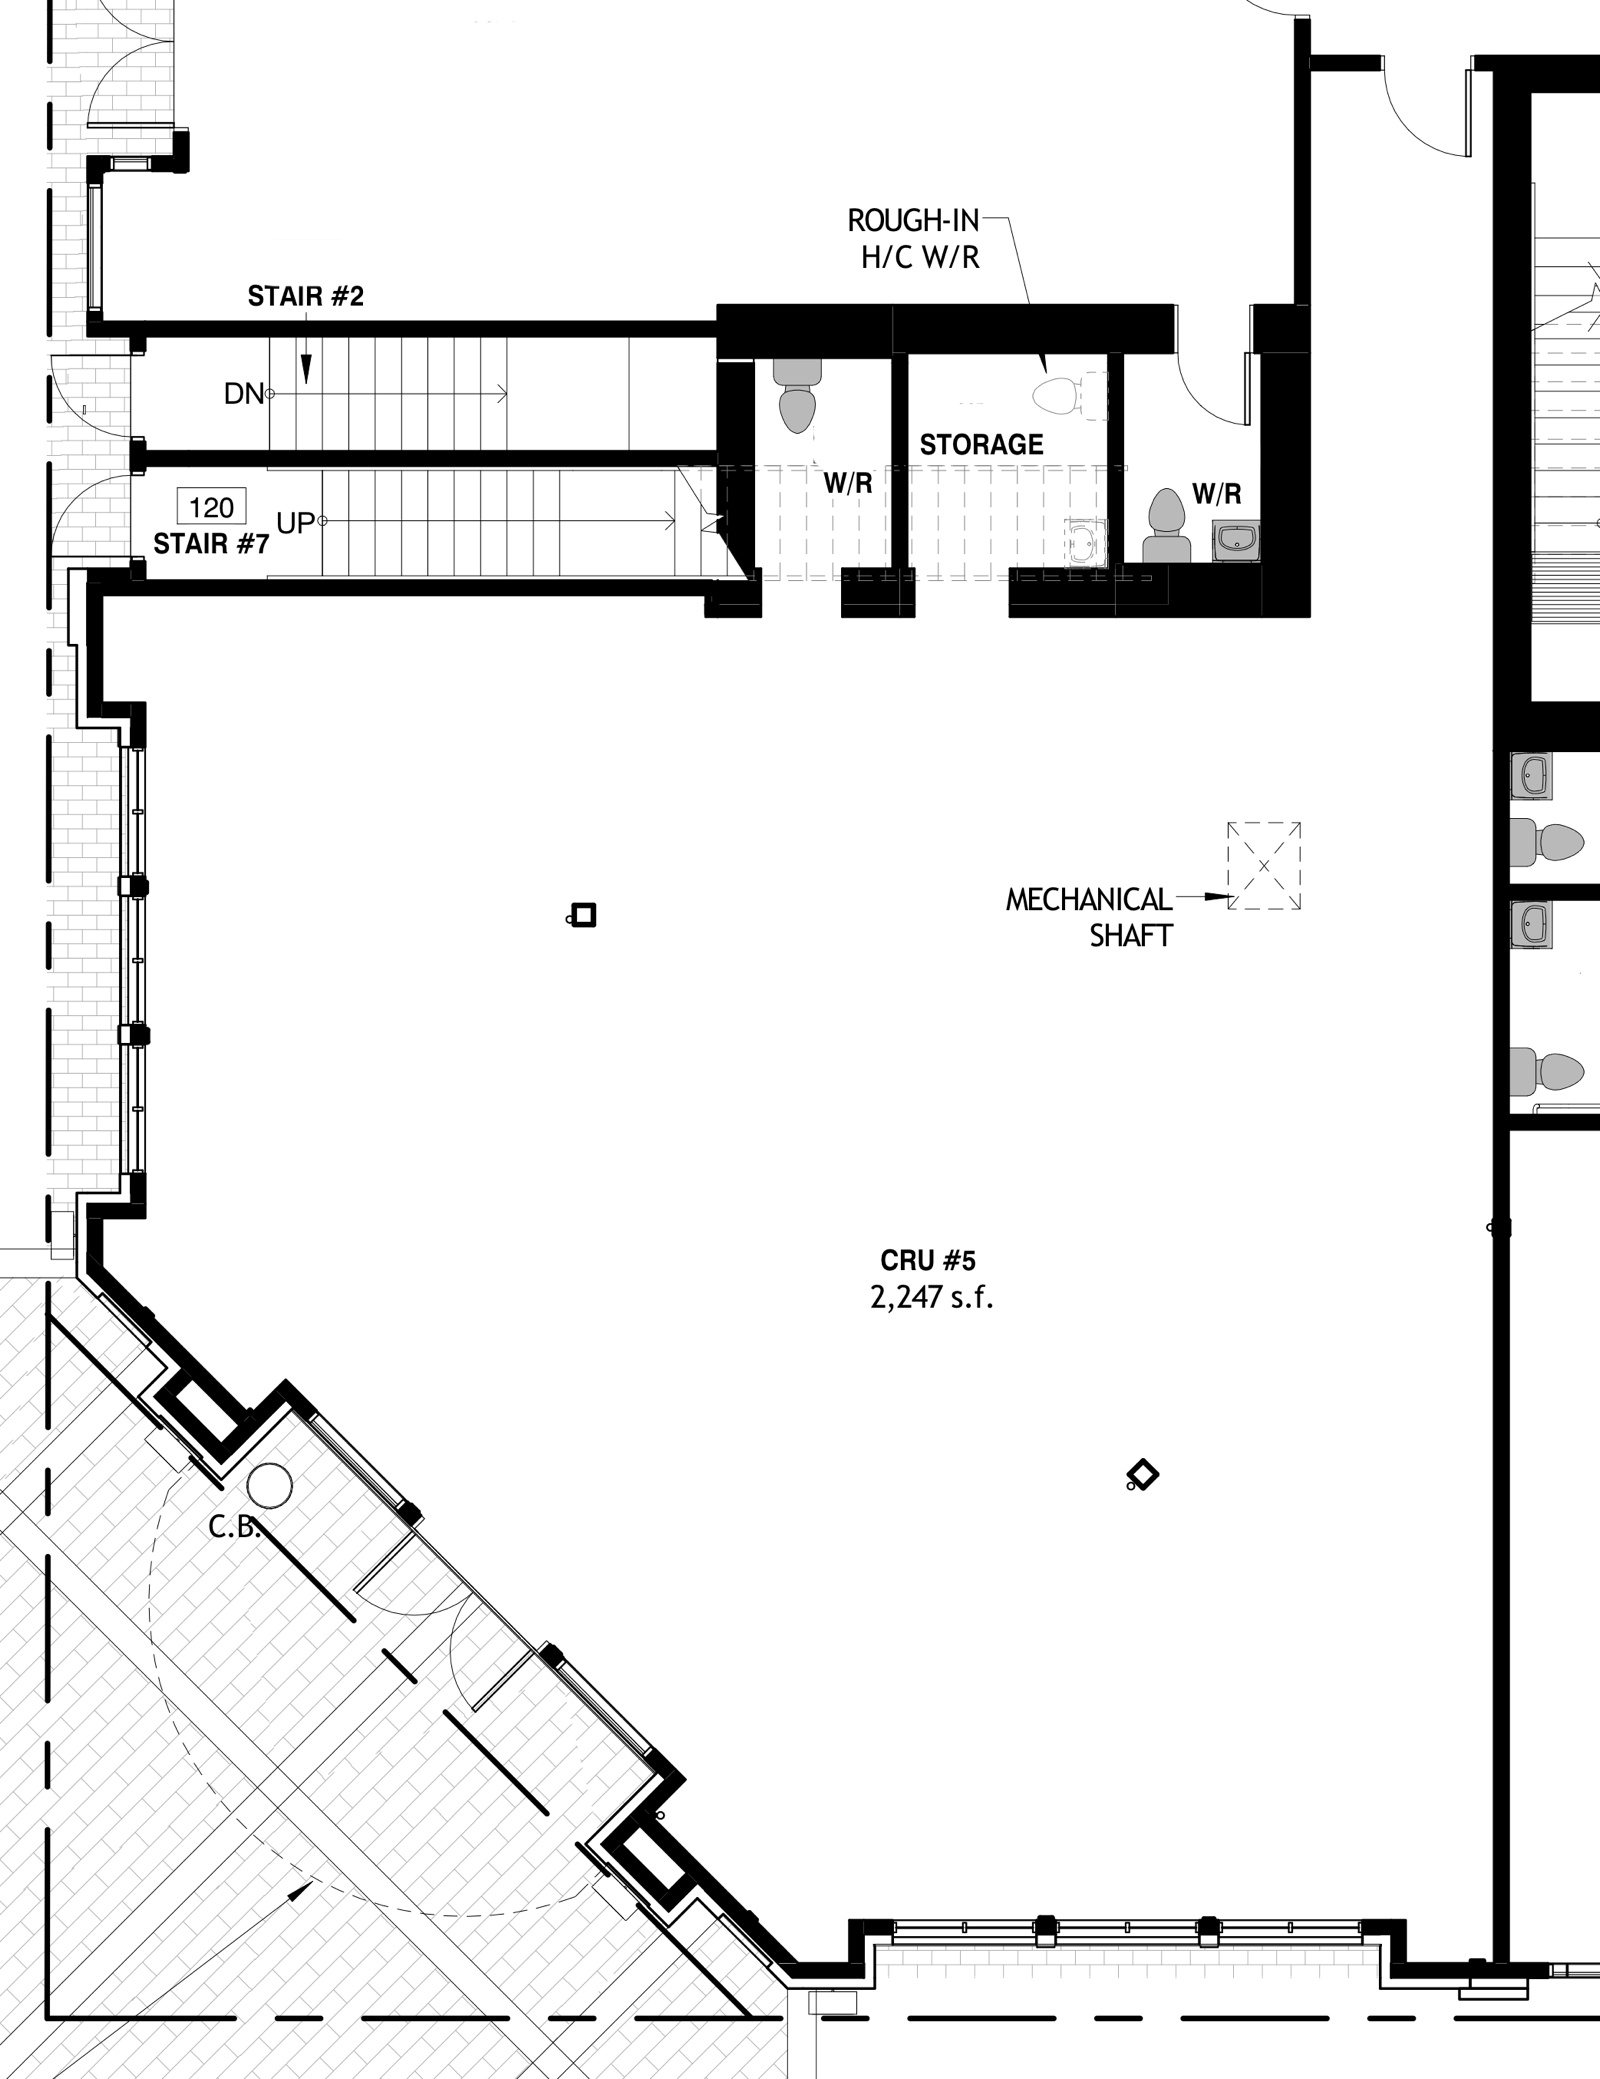 ROUGH-IN
H/C W/R
STAIR #2
DN
STORAGE
W/R
W/R
120
UP
STAIR #7
MECHANICAL
SHAFT
CRU #5
2,247 s.f.
C.B.